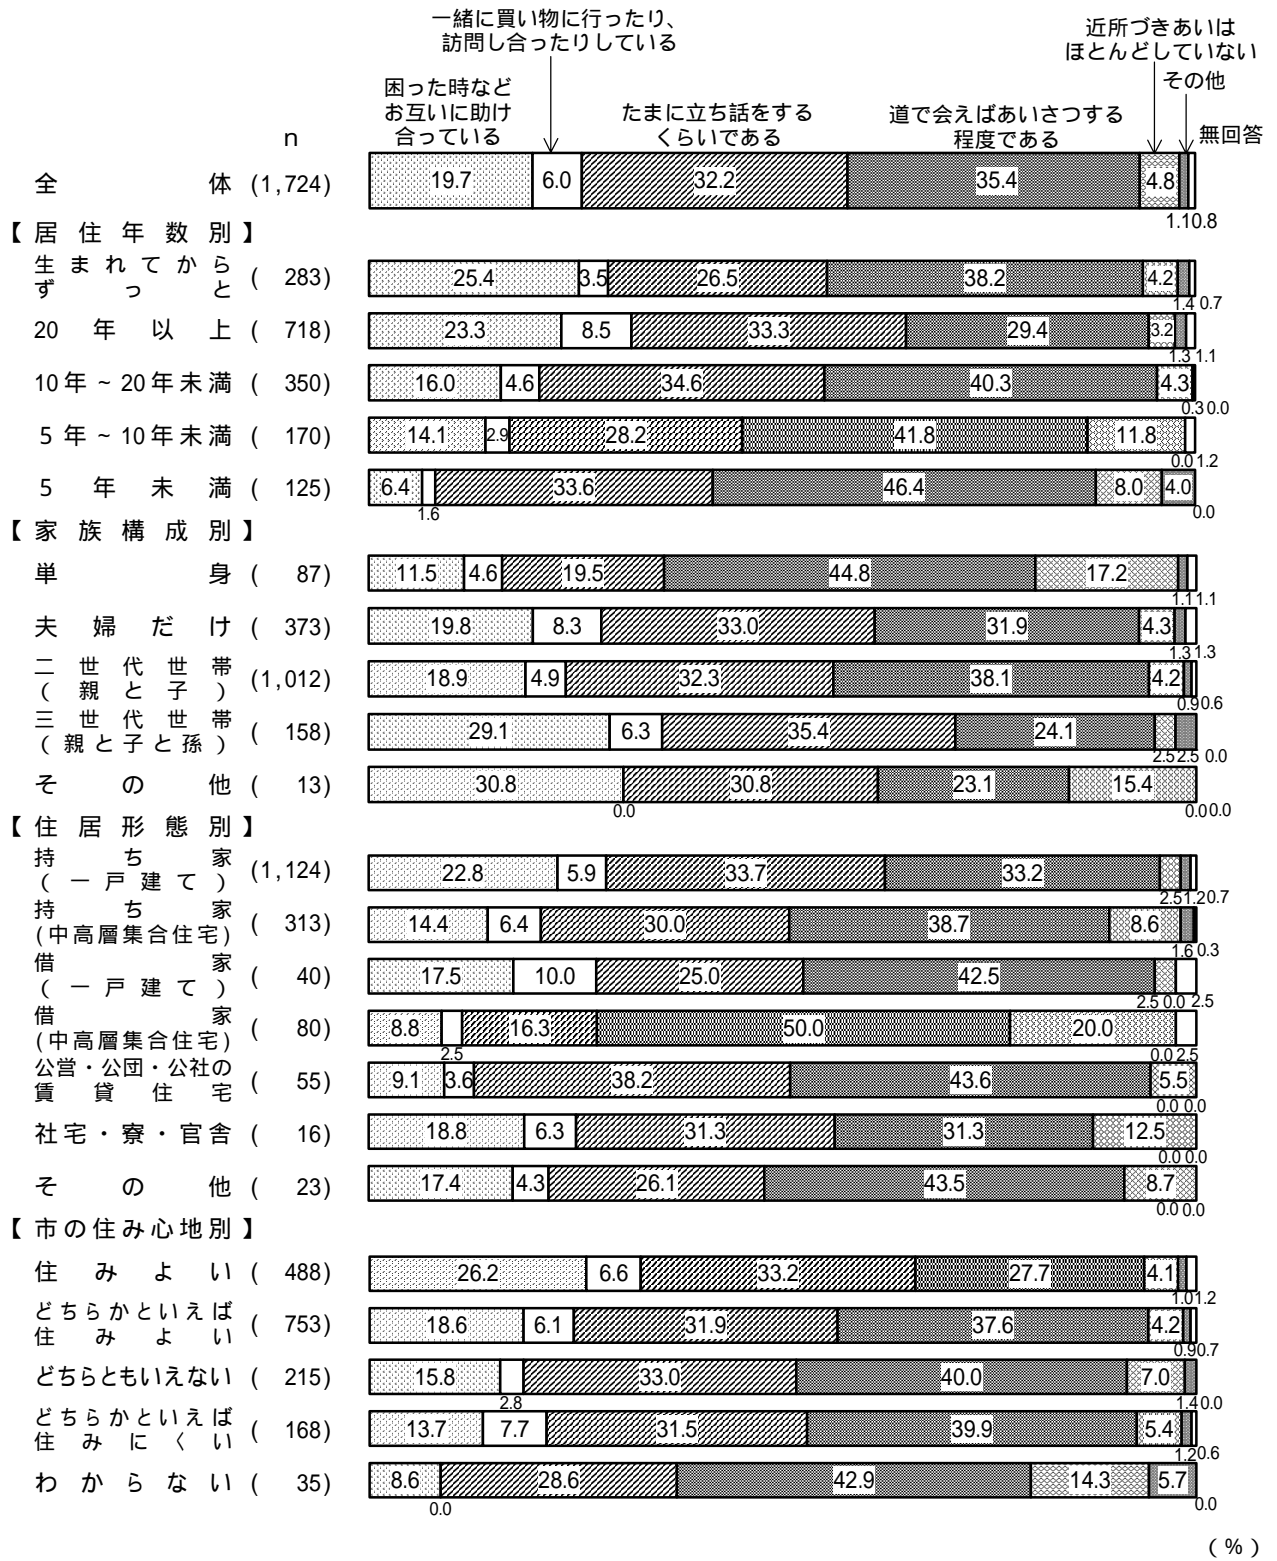 一緒に買い物に行ったり、
訪問し合ったりしている
近所づきあいは
ほとんどしていない
その他
困った時など
お互いに助け
合っている
たまに立ち話をする
くらいである
道で会えばあいさつする
程度である
無回答
n
全体 (1,724) 19.7 6.0 32.2 35.4 4.8
1.1 0.8
【居住年数別】
生まれてから
ずっと ( 283) 25.4 3.5 26.5 38.2 4.2
1.4 0.7
20年以上 ( 718) 23.3 8.5 33.3 29.4 3.2
1.3 1.1
10年~20年未満 ( 350) 16.0 4.6 34.6 40.3 4.3
0.3 0.0
5年~10年未満 ( 170) 14.1 2.9 28.2 41.8 11.8
0.0 1.2
5年未満 ( 125) 6.4 33.6 46.4 8.0 4.0
1.6 0.0
【家族構成別】
単身 ( 87) 11.5 4.6 19.5 44.8 17.2
1.1 1.1
夫婦だけ ( 373) 19.8 8.3 33.0 31.9 4.3
1.3 1.3
二世代世帯
(親と子) (1,012) 18.9 4.9 32.3 38.1 4.2
0.9 0.6
三世代世帯
(親と子と孫) ( 158) 29.1 6.3 35.4 24.1
2.5 2.5 0.0
その他 ( 13) 30.8 30.8 23.1 15.4
0.0 0.0 0.0
【住居形態別】
持ち家
(一戸建て) (1,124) 22.8 5.9 33.7 33.2
2.5 1.2 0.7
持ち家
(中高層集合住宅) ( 313) 14.4 6.4 30.0 38.7 8.6
1.6 0.3
借家
(一戸建て) ( 40) 17.5 10.0 25.0 42.5
2.5 0.0 2.5
借家
(中高層集合住宅) ( 80) 8.8 16.3 50.0 20.0
2.5 0.0 2.5
公営・公団・公社の
賃貸住宅 ( 55) 9.1 3.6 38.2 43.6 5.5
0.0 0.0
社宅・寮・官舎 ( 16) 18.8 6.3 31.3 31.3 12.5
0.0 0.0
その他 ( 23) 17.4 4.3 26.1 43.5 8.7
0.0 0.0
【市の住み心地別】
住みよい ( 488) 26.2 6.6 33.2 27.7 4.1
1.0 1.2
どちらかといえば
住みよい ( 753) 18.6 6.1 31.9 37.6 4.2
0.9 0.7
どちらともいえない ( 215) 15.8 33.0 40.0 7.0
2.8 1.4 0.0
どちらかといえば
住みにくい ( 168) 13.7 7.7 31.5 39.9 5.4
1.2 0.6
わからない ( 35) 8.6 28.6 42.9 14.3 5.7
0.0 0.0
(%)